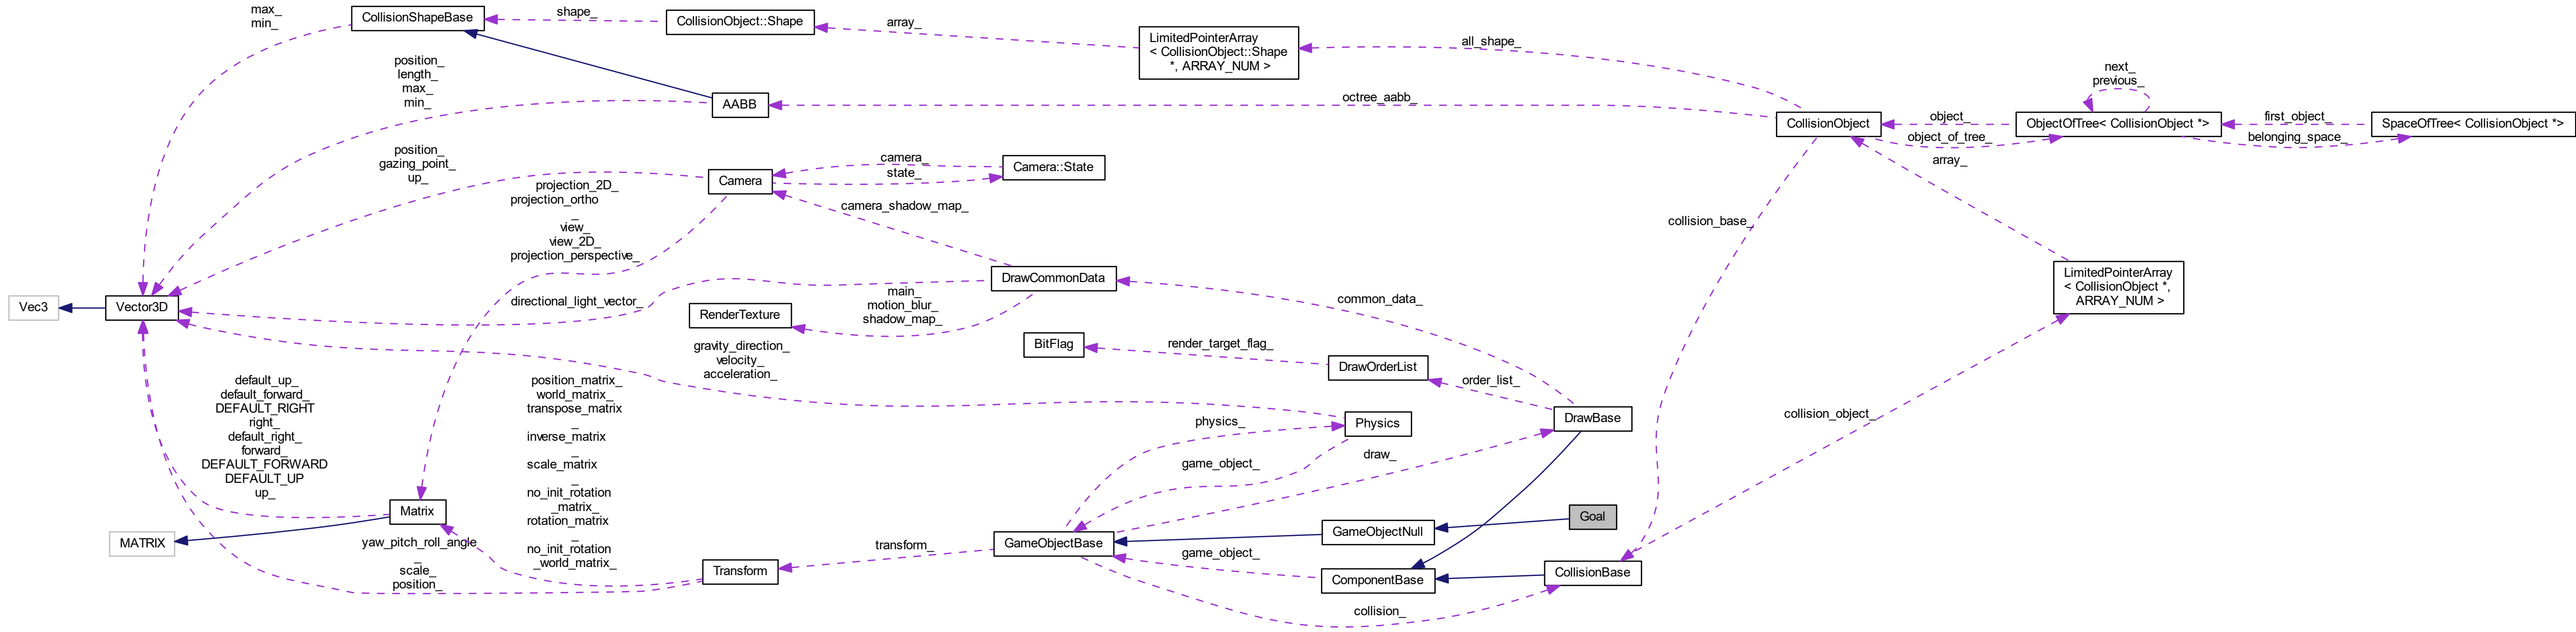 max_
min_
CollisionShapeBase
shape_
CollisionObject::Shape
array_
LimitedPointerArray
< CollisionObject::Shape
*, ARRAY_NUM >
all_shape_
position_
length_
max_
min_
AABB
octree_aabb_
CollisionObject
object_
object_of_tree_
next_
previous_
ObjectOfTree< CollisionObject *>
first_object_
belonging_space_
SpaceOfTree< CollisionObject *>
position_
gazing_point_
up_
Camera
camera_
state_
Camera::State
array_
projection_2D_
projection_ortho
_
view_
view_2D_
projection_perspective_
camera_shadow_map_
collision_base_
LimitedPointerArray
< CollisionObject *,
ARRAY_NUM >
Vec3
Vector3D
directional_light_vector_
DrawCommonData
main_
motion_blur_
shadow_map_
RenderTexture
common_data_
BitFlag
render_target_flag_
DrawOrderList
order_list_
gravity_direction_
velocity_
acceleration_
default_up_
default_forward_
DEFAULT_RIGHT
right_
default_right_
forward_
DEFAULT_FORWARD
DEFAULT_UP
up_
position_matrix_
world_matrix_
transpose_matrix
_
inverse_matrix
_
scale_matrix
_
no_init_rotation
_matrix_
rotation_matrix
_
no_init_rotation
_world_matrix_
physics_
Physics
game_object_
draw_
DrawBase
collision_object_
Matrix
MATRIX
yaw_pitch_roll_angle
_
scale_
position_
Transform
transform_
GameObjectBase
GameObjectNull
Goal
game_object_
ComponentBase
CollisionBase
collision_